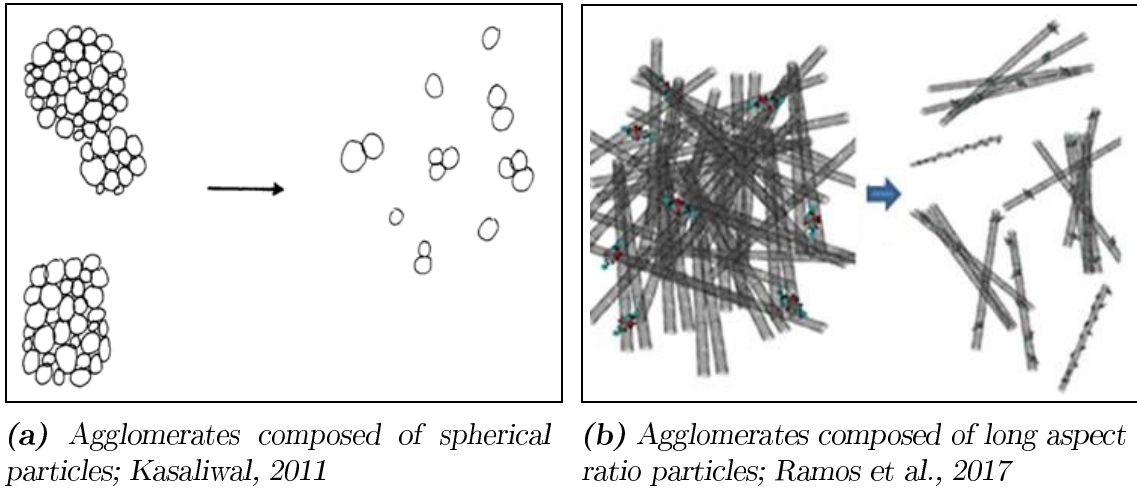 (a) Agglomerates composed of spherical
particles; Kasaliwal, 2011
(b) Agglomerates composed of long aspect
ratio particles; Ramos et al., 2017